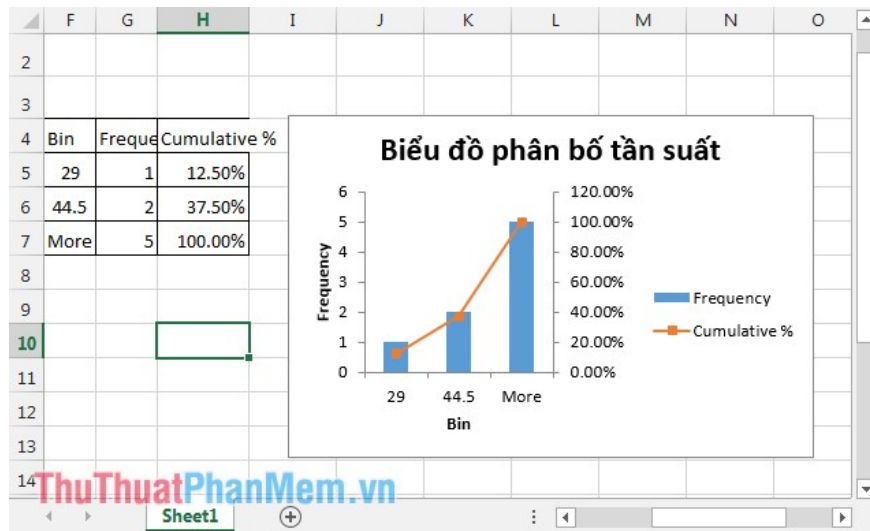 F G H I J K L M N O
2
3
4 Bin Freque Cumulative %
5 29 1 12.50%
6 44.5 2 37.50%
7 More 5 100.00%
8
9
10
11
12
13
14
Biểu đồ phân bố tần suất
6 120.00%
5 100.00%
4 80.00%
3 60.00%
2 40.00%
1 20.00%
0 0.00%
Frequency
29 44.5 More
Bin
Frequency
Cumulative %
ThuThuatPhanMem.vn
Sheet1